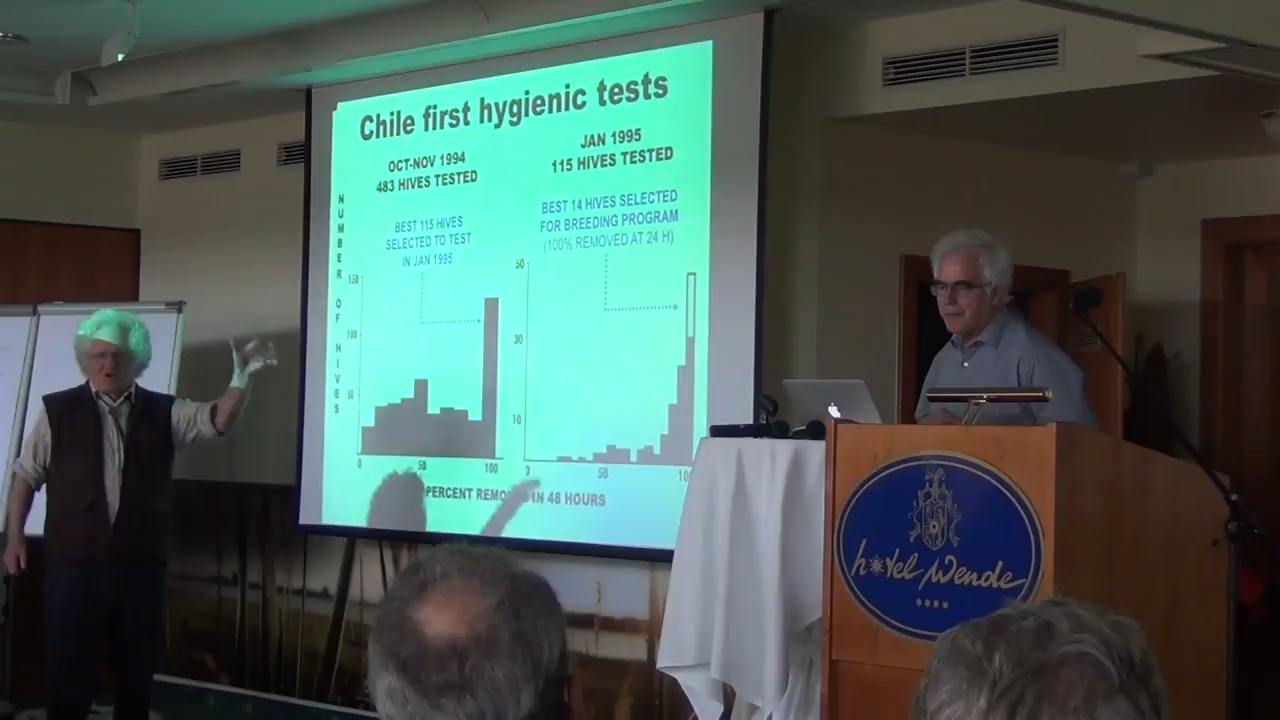 Chile first hygienic tests
OCT-NOV 1994
483 HIVES TESTED
JAN 1995
115 HIVES TESTED
BEST 115 HIVES
SELECTED TO TEST
IN JAN 1995
BEST 14 HIVES SELECTED
FOR BREEDING PROGRAM
(100% REMOVED AT 24 H)
NUMBER OF HIVES
150
100
50
0
50
100
50
30
10
0
50
PERCENT REMO
IN 48 HOURS
hotel Wende